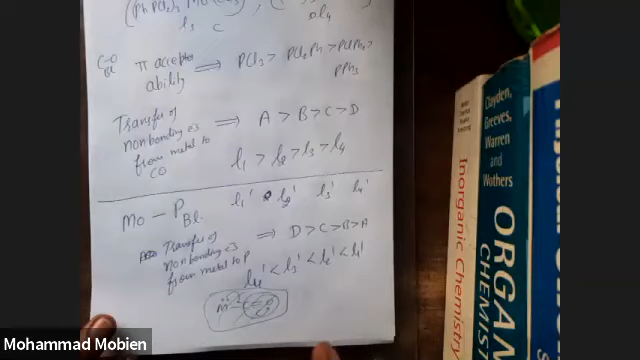 l3
C
C-O
BL
π acceptor
ability ⟹ PCl3 > PCl2Ph > PClPh2 >
PPh3
Transfer of
nonbonding e⊖s ⟹ A > B > C > D
from metal to
CO
l1 > l2 > l3 > l4
Mo - P BL.
l1' l2' l3' l4'
Transfer of
nonbonding e⊖s ⟹ D > C > B > A
from metal to P
l4' < l3' < l2' < l1'
Inorganic Chemistry
Clayden,
Greeves,
Warren
and
Wothers
ORGANIC
CHEMISTRY
Mohammad Mobien